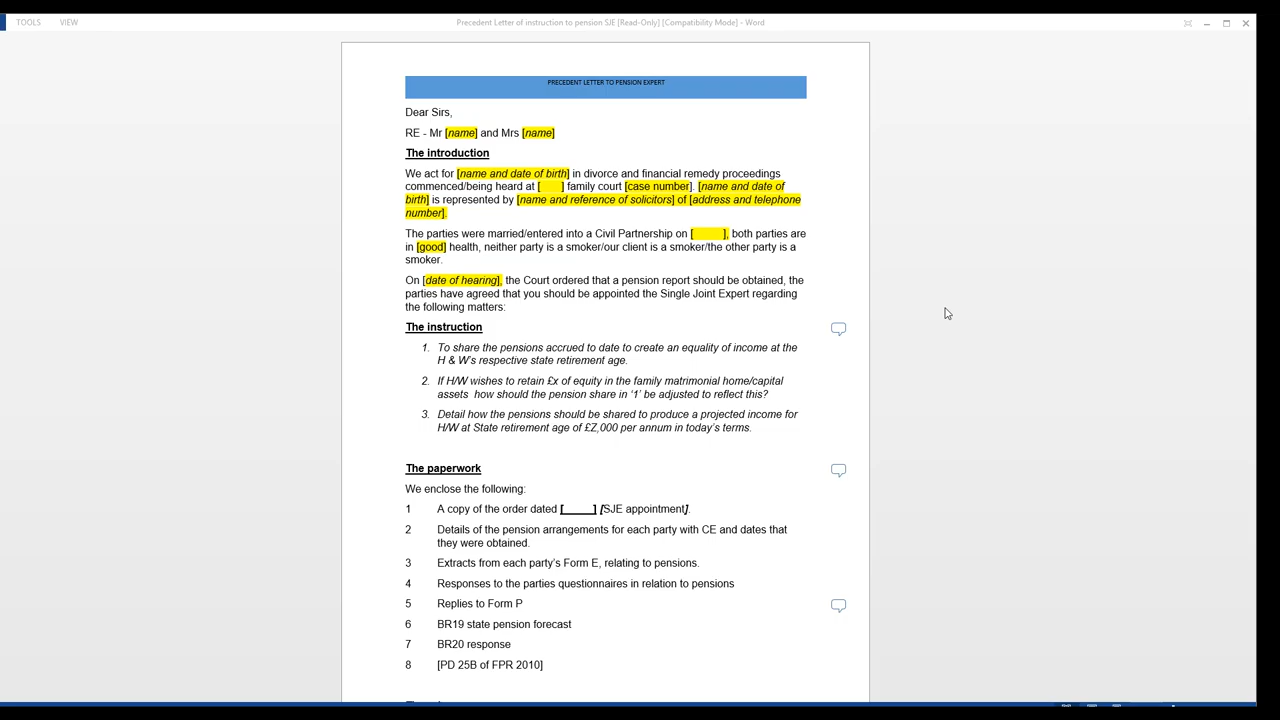 TOOLS VIEW
Precedent Letter of instruction to pension SJE [Read-Only] [Compatibility Mode] - Word
PRECEDENT LETTER TO PENSION EXPERT
Dear Sirs,
RE - Mr [name] and Mrs [name]
The introduction
We act for [name and date of birth] in divorce and financial remedy proceedings
commenced/being heard at [ ] family court [case number]. [name and date of
birth] is represented by [name and reference of solicitors] of [address and telephone
number].
The parties were married/entered into a Civil Partnership on [ ], both parties are
in [good] health, neither party is a smoker/our client is a smoker/the other party is a
smoker.
On [date of hearing], the Court ordered that a pension report should be obtained, the
parties have agreed that you should be appointed the Single Joint Expert regarding
the following matters:
The instruction
1. To share the pensions accrued to date to create an equality of income at the
H & W's respective state retirement age.
2. If H/W wishes to retain £x of equity in the family matrimonial home/capital
assets how should the pension share in '1' be adjusted to reflect this?
3. Detail how the pensions should be shared to produce a projected income for
H/W at State retirement age of £Z,000 per annum in today's terms.
The paperwork
We enclose the following:
1 A copy of the order dated [_____] [SJE appointment].
2 Details of the pension arrangements for each party with CE and dates that
they were obtained.
3 Extracts from each party's Form E, relating to pensions.
4 Responses to the parties questionnaires in relation to pensions
5 Replies to Form P
6 BR19 state pension forecast
7 BR20 response
8 [PD 25B of FPR 2010]